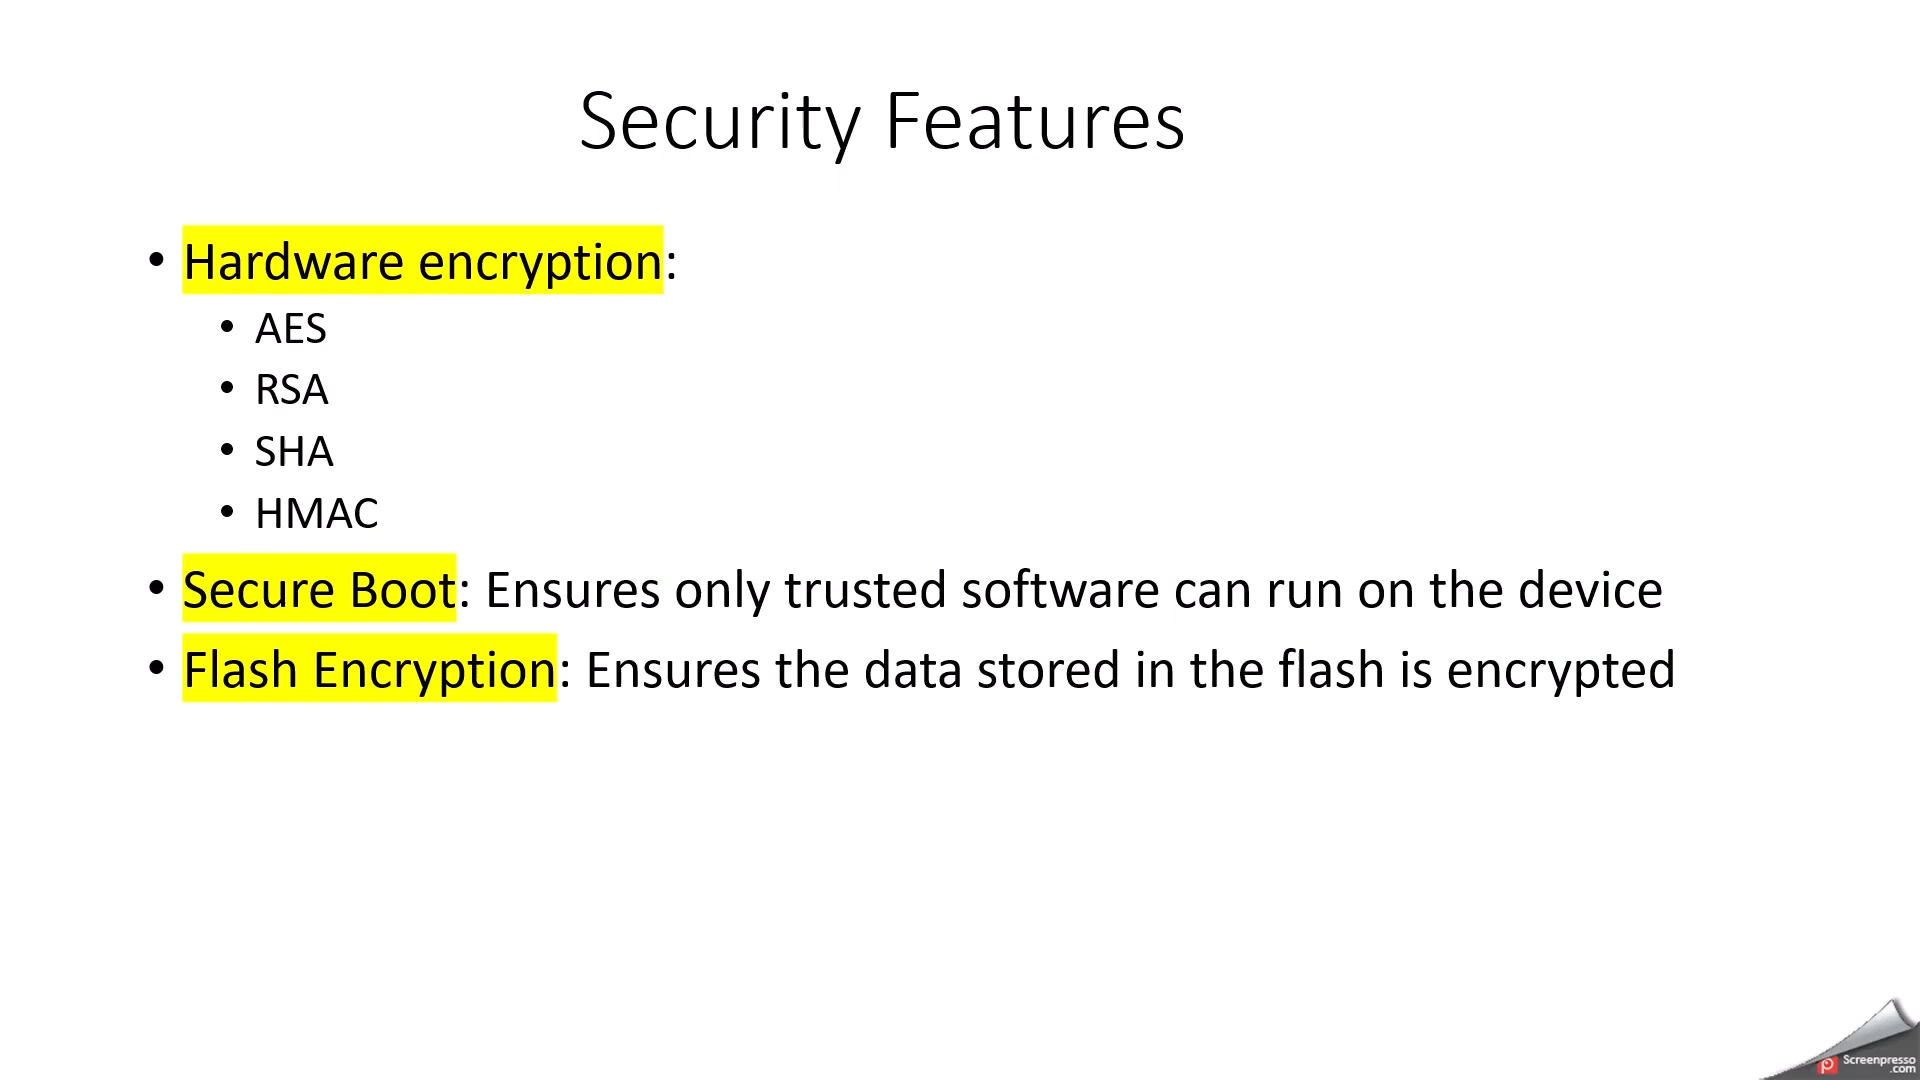 Security Features
• Hardware encryption:
• AES
• RSA
• SHA
• HMAC
• Secure Boot: Ensures only trusted software can run on the device
• Flash Encryption: Ensures the data stored in the flash is encrypted
Screenpresso
.com